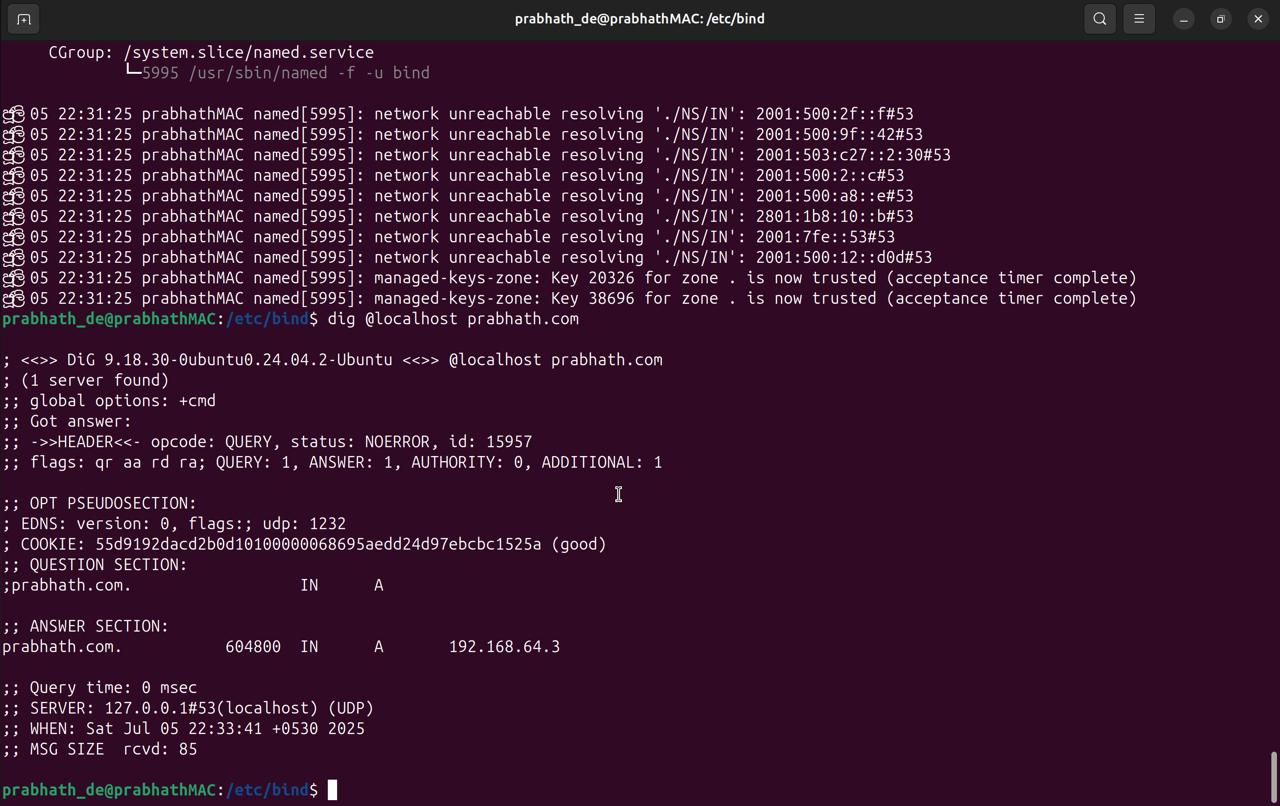 prabhath_de@prabhathMAC: /etc/bind
CGroup: /system.slice/named.service
└─5995 /usr/sbin/named -f -u bind
05 22:31:25 prabhathMAC named[5995]: network unreachable resolving './NS/IN': 2001:500:2f::f#53
05 22:31:25 prabhathMAC named[5995]: network unreachable resolving './NS/IN': 2001:500:9f::42#53
05 22:31:25 prabhathMAC named[5995]: network unreachable resolving './NS/IN': 2001:503:c27::2:30#53
05 22:31:25 prabhathMAC named[5995]: network unreachable resolving './NS/IN': 2001:500:2::c#53
05 22:31:25 prabhathMAC named[5995]: network unreachable resolving './NS/IN': 2001:500:a8::e#53
05 22:31:25 prabhathMAC named[5995]: network unreachable resolving './NS/IN': 2801:1b8:10::b#53
05 22:31:25 prabhathMAC named[5995]: network unreachable resolving './NS/IN': 2001:7fe::53#53
05 22:31:25 prabhathMAC named[5995]: network unreachable resolving './NS/IN': 2001:500:12::d0d#53
05 22:31:25 prabhathMAC named[5995]: managed-keys-zone: Key 20326 for zone . is now trusted (acceptance timer complete)
05 22:31:25 prabhathMAC named[5995]: managed-keys-zone: Key 38696 for zone . is now trusted (acceptance timer complete)
prabhath_de@prabhathMAC:/etc/bind$ dig @localhost prabhath.com
; <<>> DiG 9.18.30-0ubuntu0.24.04.2-Ubuntu <<>> @localhost prabhath.com
; (1 server found)
;; global options: +cmd
;; Got answer:
;; ->>HEADER<<- opcode: QUERY, status: NOERROR, id: 15957
;; flags: qr aa rd ra; QUERY: 1, ANSWER: 1, AUTHORITY: 0, ADDITIONAL: 1
;; OPT PSEUDOSECTION:
; EDNS: version: 0, flags:; udp: 1232
; COOKIE: 55d9192dacd2b0d10100000068695aedd24d97ebcbc1525a (good)
;; QUESTION SECTION:
;prabhath.com. IN A
;; ANSWER SECTION:
prabhath.com. 604800 IN A 192.168.64.3
;; Query time: 0 msec
;; SERVER: 127.0.0.1#53(localhost) (UDP)
;; WHEN: Sat Jul 05 22:33:41 +0530 2025
;; MSG SIZE rcvd: 85
prabhath_de@prabhathMAC:/etc/bind$